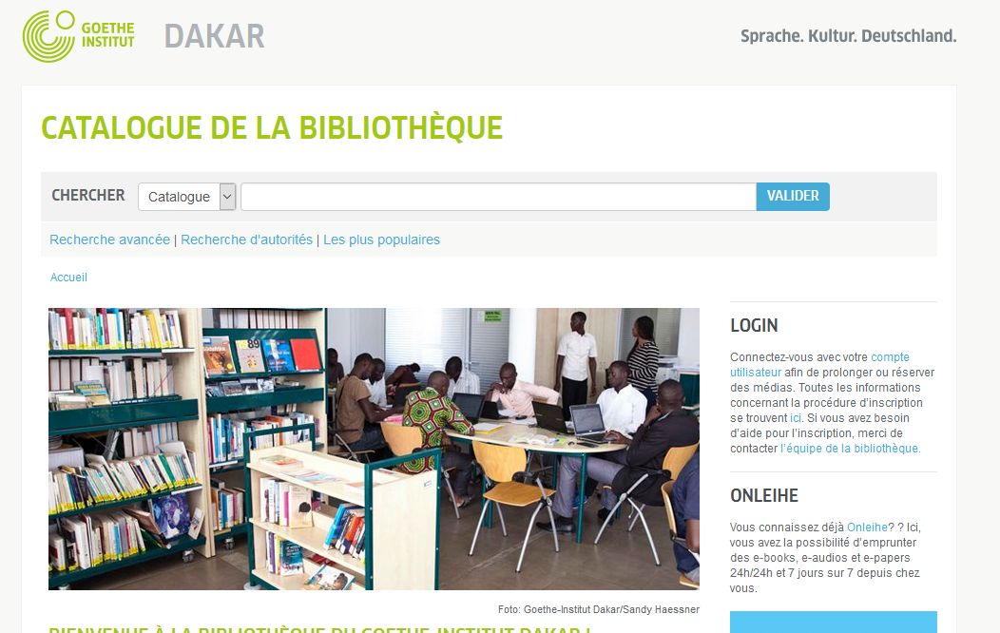 GOETHE
INSTITUT
DAKAR
Sprache. Kultur. Deutschland.
CATALOGUE DE LA BIBLIOTHÈQUE
CHERCHER Catalogue VALIDER
Recherche avancée | Recherche d'autorités | Les plus populaires
Accueil
89
Foto: Goethe-Institut Dakar/Sandy Haessner
BIENVENUE À LA BIBLIOTHÈQUE DU GOETHE-INSTITUT DAKAR !
LOGIN
Connectez-vous avec votre compte
utilisateur afin de prolonger ou réserver
des médias. Toutes les informations
concernant la procédure d'inscription
se trouvent ici. Si vous avez besoin
d'aide pour l'inscription, merci de
contacter l'équipe de la bibliothèque.
ONLEIHE
Vous connaissez déjà Onleihe? ? Ici,
vous avez la possibilité d'emprunter
des e-books, e-audios et e-papers
24h/24h et 7 jours sur 7 depuis chez
vous.